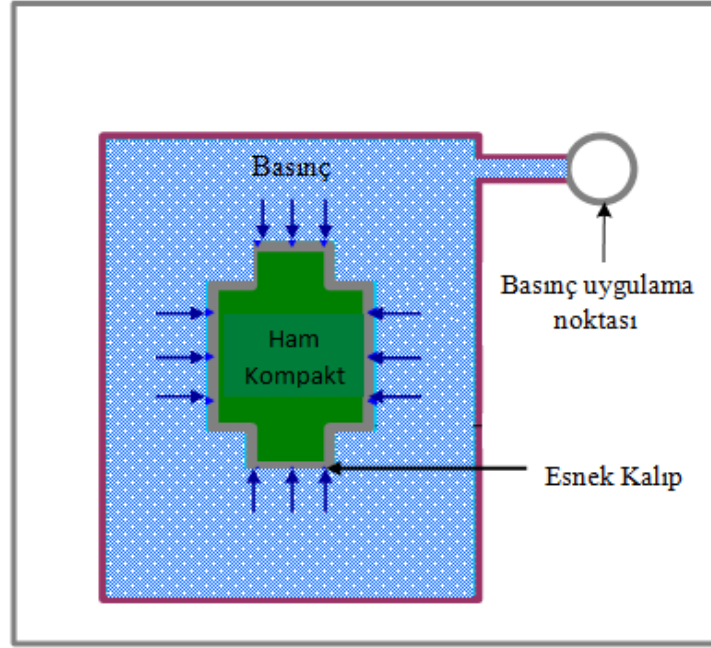 Basınç
Basınç uygulama
noktası
Ham
Kompakt
Esnek Kalıp